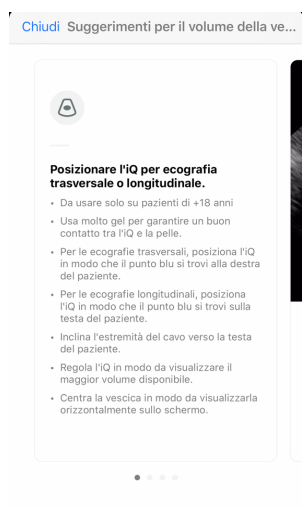 Chiudi Suggerimenti per il volume della ve...
Posizionare l'iQ per ecografia
trasversale o longitudinale.
• Da usare solo su pazienti di +18 anni
• Usa molto gel per garantire un buon
contatto tra l'iQ e la pelle.
• Per le ecografie trasversali, posiziona l'iQ
in modo che il punto blu si trovi alla destra
del paziente.
• Per le ecografie longitudinali, posiziona
l'iQ in modo che il punto blu si trovi sulla
testa del paziente.
• Inclina l'estremità del cavo verso la testa
del paziente.
• Regola l'iQ in modo da visualizzare il
maggior volume disponibile.
• Centra la vescica in modo da visualizzarla
orizzontalmente sullo schermo.